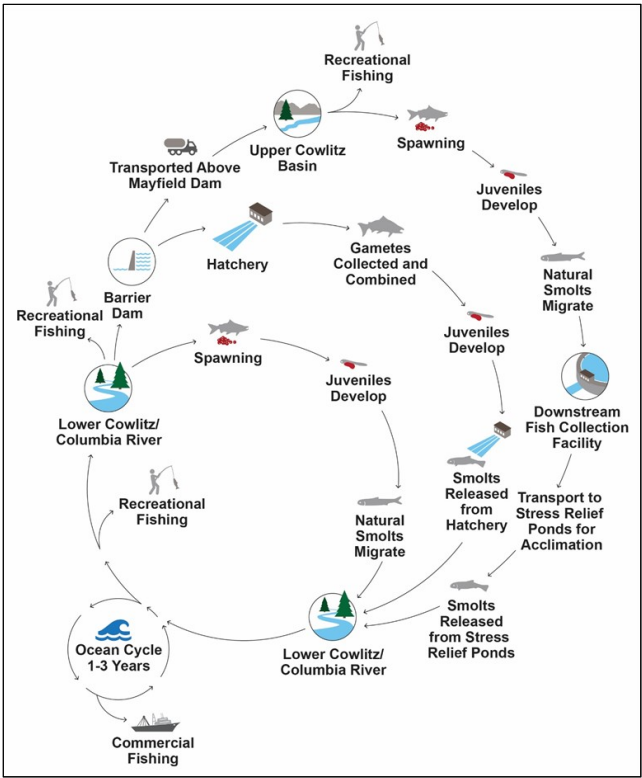 Recreational
Fishing
Upper Cowlitz
Basin
Spawning
Transported Above
Mayfield Dam
Juveniles
Develop
Hatchery
Gametes
Collected and
Combined
Natural
Smolts
Migrate
Barrier
Dam
Recreational
Fishing
Spawning
Juveniles
Develop
Juveniles
Develop
Lower Cowlitz/
Columbia River
Downstream
Fish Collection
Facility
Recreational
Fishing
Natural
Smolts
Migrate
Smolts
Released
from
Hatchery
Transport to
Stress Relief
Ponds for
Acclimation
Smolts
Released
from Stress
Relief Ponds
Lower Cowlitz/
Columbia River
Ocean Cycle
1-3 Years
Commercial
Fishing